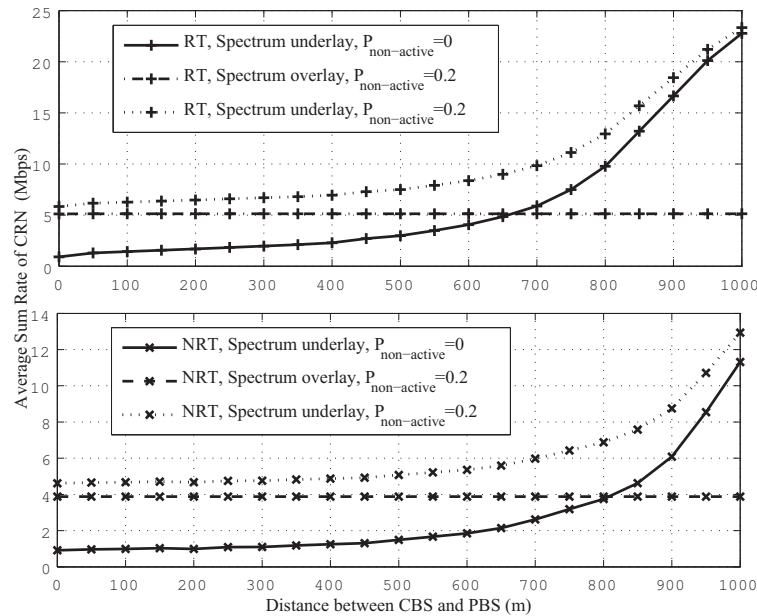 25
20
15
10
5
0
RT, Spectrum underlay, P_non−active=0
RT, Spectrum overlay, P_non−active=0.2
RT, Spectrum underlay, P_non−active=0.2
0 100 200 300 400 500 600 700 800 900 1000
Average Sum Rate of CRN (Mbps)
14
12
10
8
6
4
2
0
NRT, Spectrum underlay, P_non−active=0
NRT, Spectrum overlay, P_non−active=0.2
NRT, Spectrum underlay, P_non−active=0.2
0 100 200 300 400 500 600 700 800 900 1000
Distance between CBS and PBS (m)